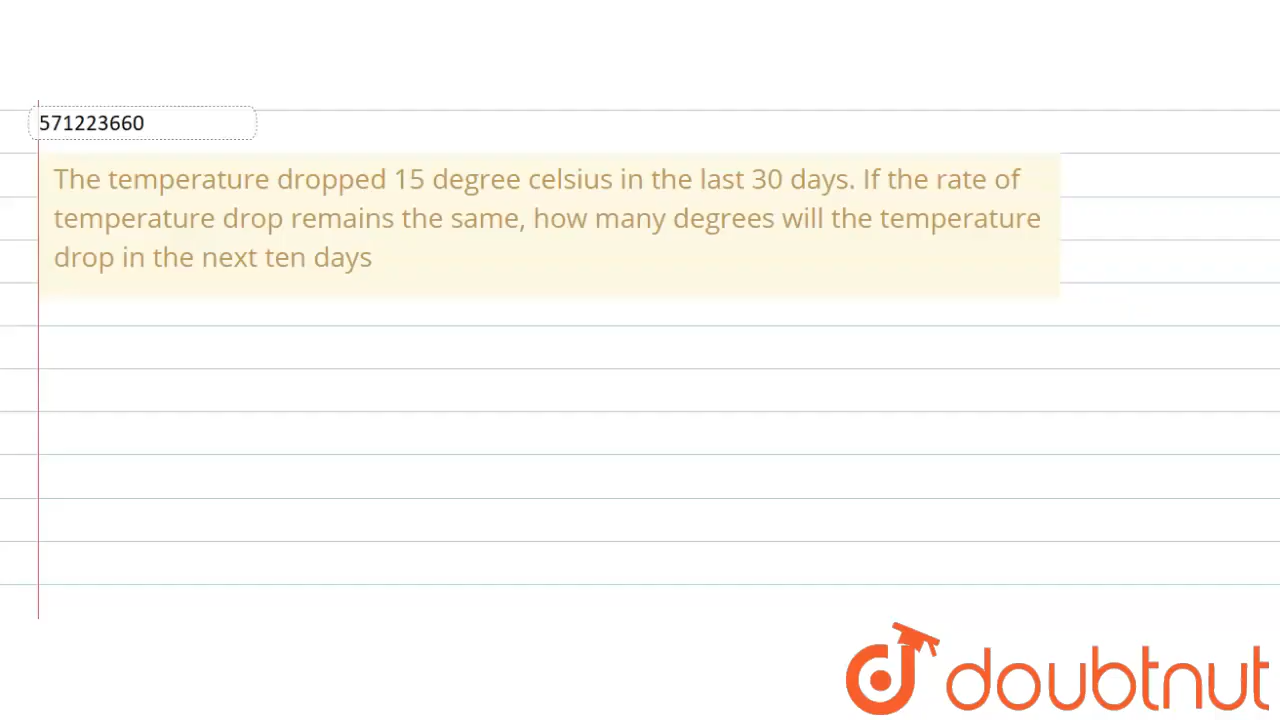 571223660
The temperature dropped 15 degree celsius in the last 30 days. If the rate of
temperature drop remains the same, how many degrees will the temperature
drop in the next ten days
doubtnut